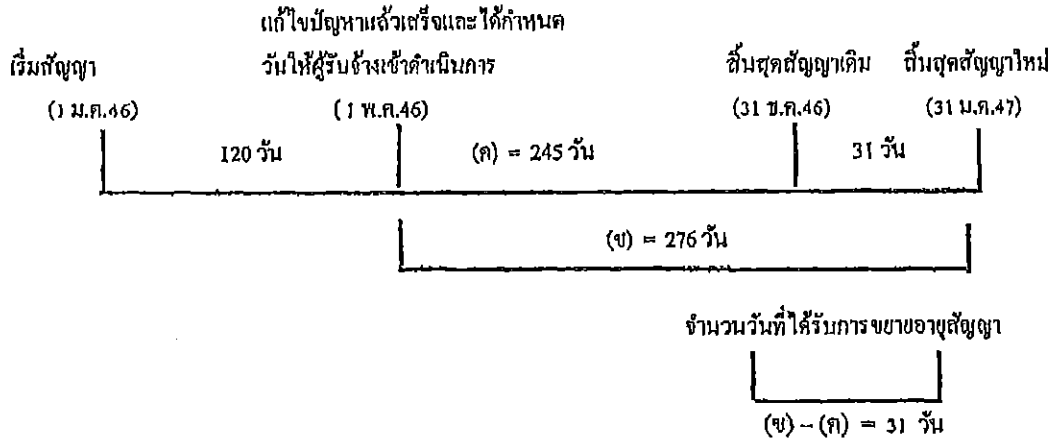 แก้ไขปัญหาแล้วเสร็จและได้กำหนด
เริ่มสัญญา วันให้ผู้รับจ้างเข้าดำเนินการ สิ้นสุดสัญญาเดิม สิ้นสุดสัญญาใหม่
(1 ม.ค.46) (1 พ.ค.46) (31 ธ.ค.46) (31 ม.ค.47)
120 วัน (ค) = 245 วัน 31 วัน
(ข) = 276 วัน
จำนวนวันที่ได้รับการขยายอายุสัญญา
(ข) – (ค) = 31 วัน